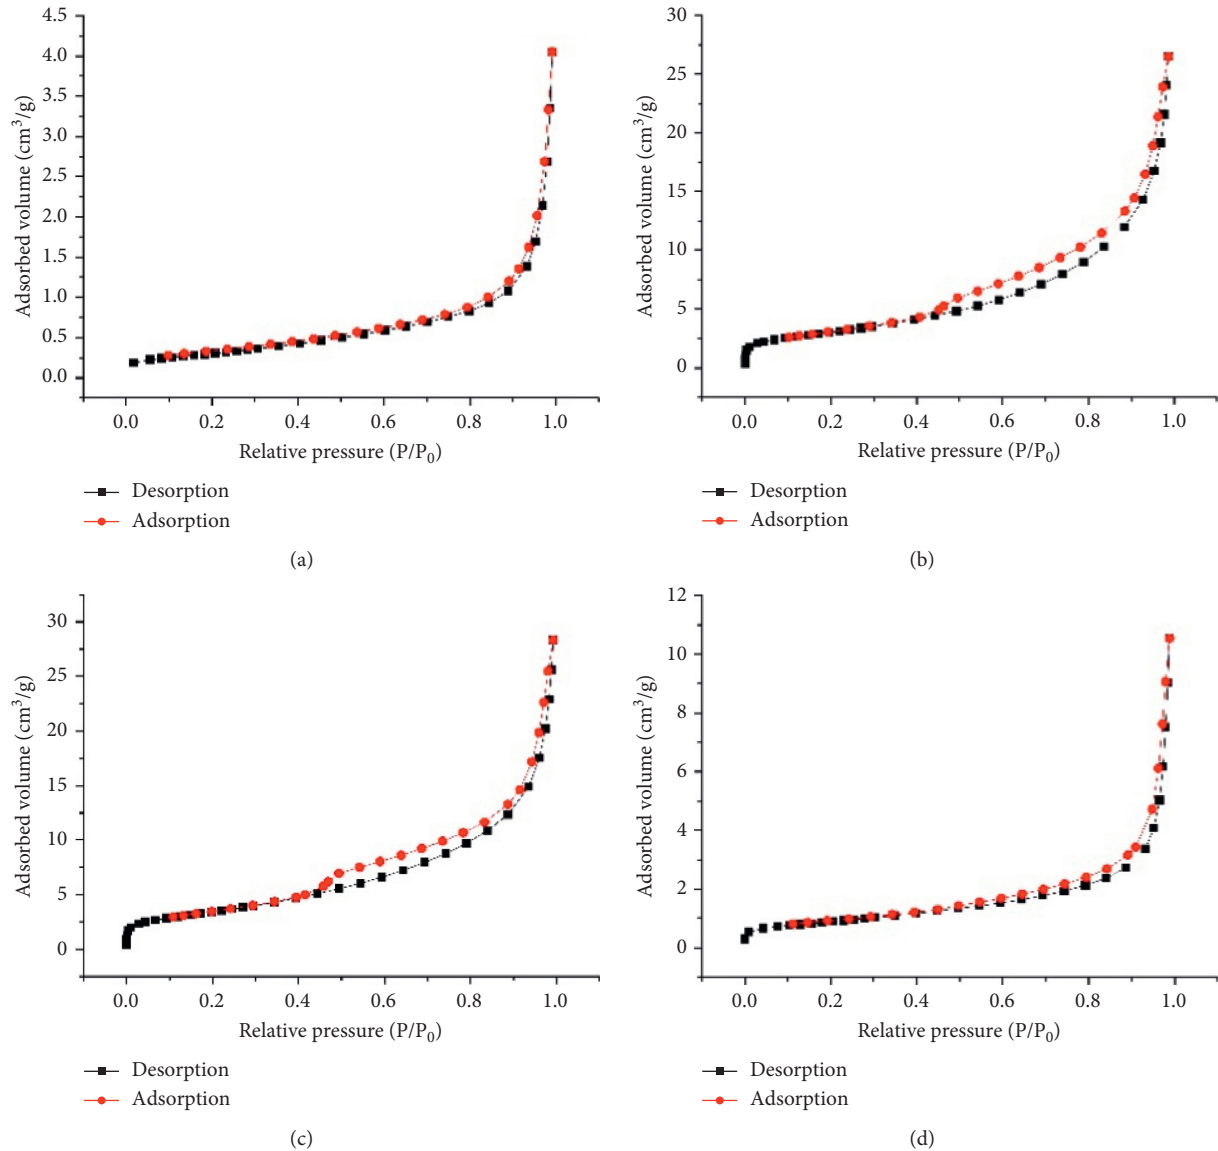 4.5
4.0
3.5
3.0
2.5
2.0
1.5
1.0
0.5
0.0
Adsorbed volume (cm³/g)
0.0 0.2 0.4 0.6 0.8 1.0
Relative pressure (P/P₀)
Desorption
Adsorption
(a)
30
25
20
15
10
5
0
Adsorbed volume (cm³/g)
0.0 0.2 0.4 0.6 0.8 1.0
Relative pressure (P/P₀)
Desorption
Adsorption
(b)
30
25
20
15
10
5
0
Adsorbed volume (cm³/g)
0.0 0.2 0.4 0.6 0.8 1.0
Relative pressure (P/P₀)
Desorption
Adsorption
(c)
12
10
8
6
4
2
0
Adsorbed volume (cm³/g)
0.0 0.2 0.4 0.6 0.8 1.0
Relative pressure (P/P₀)
Desorption
Adsorption
(d)